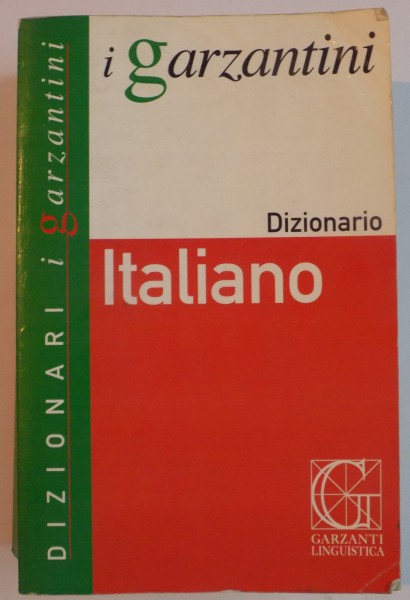 i garzantini
Dizionario
Italiano
GARZANTI
LINGUISTICA
DIZIONARI i garzantini